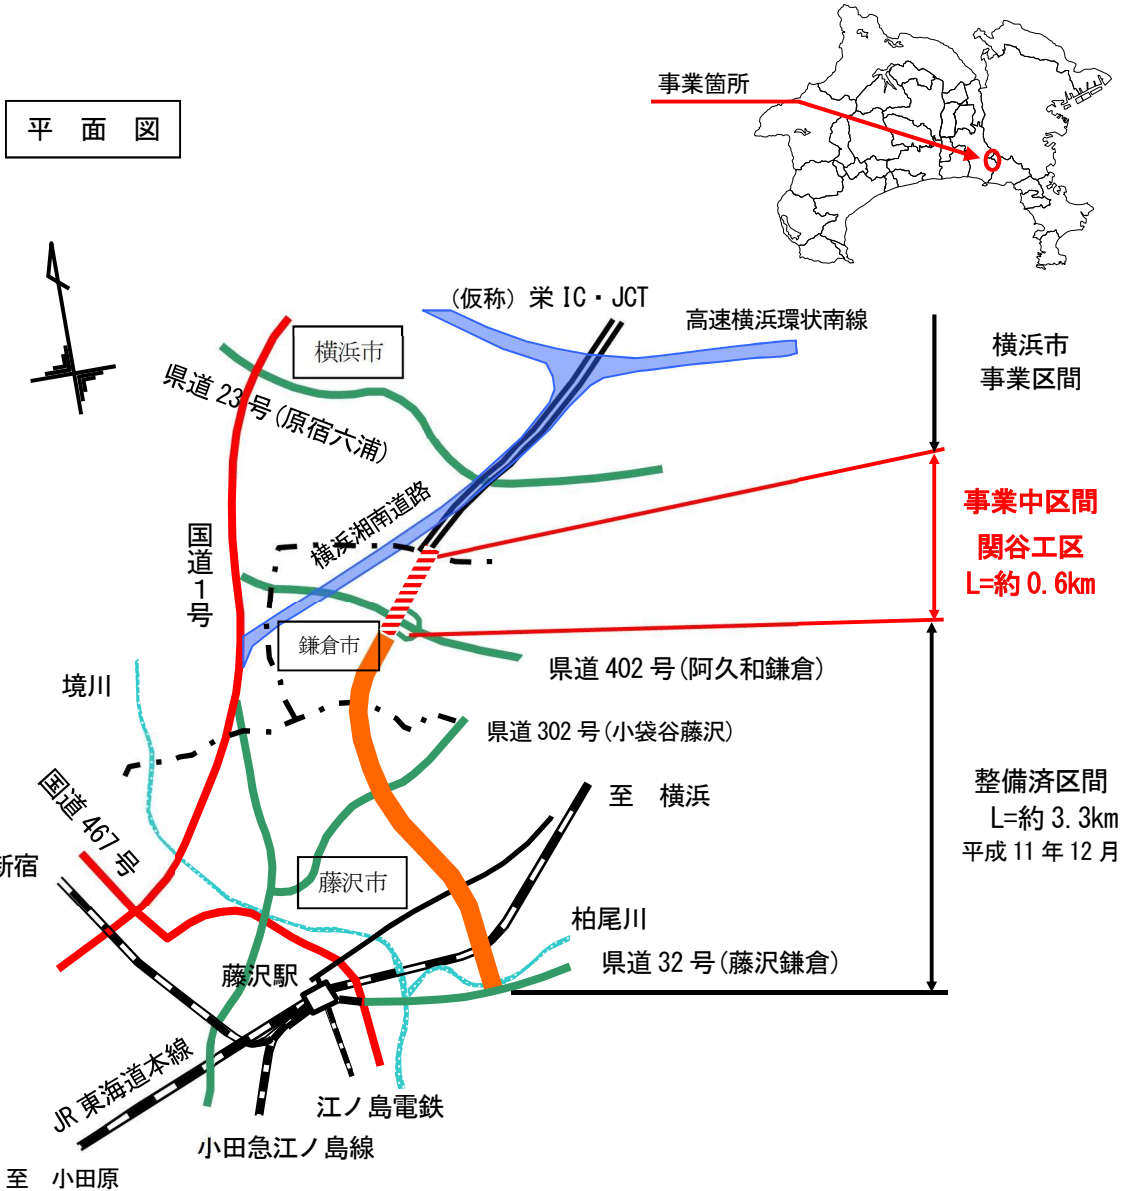 事業箇所
平 面 図
(仮称) 栄 IC・JCT
高速横浜環状南線
横浜市
事業区間
横浜市
県道 23 号(原宿六浦)
横浜湘南道路
国道1号
事業中区間
関谷工区
L=約 0.6km
鎌倉市
県道 402 号(阿久和鎌倉)
境川
県道 302 号(小袋谷藤沢)
国道 467 号
至 横浜
整備済区間
L=約 3.3km
平成 11 年 12 月
新宿
藤沢市
柏尾川
県道 32 号(藤沢鎌倉)
藤沢駅
JR 東海道本線
江ノ島電鉄
小田急江ノ島線
至 小田原